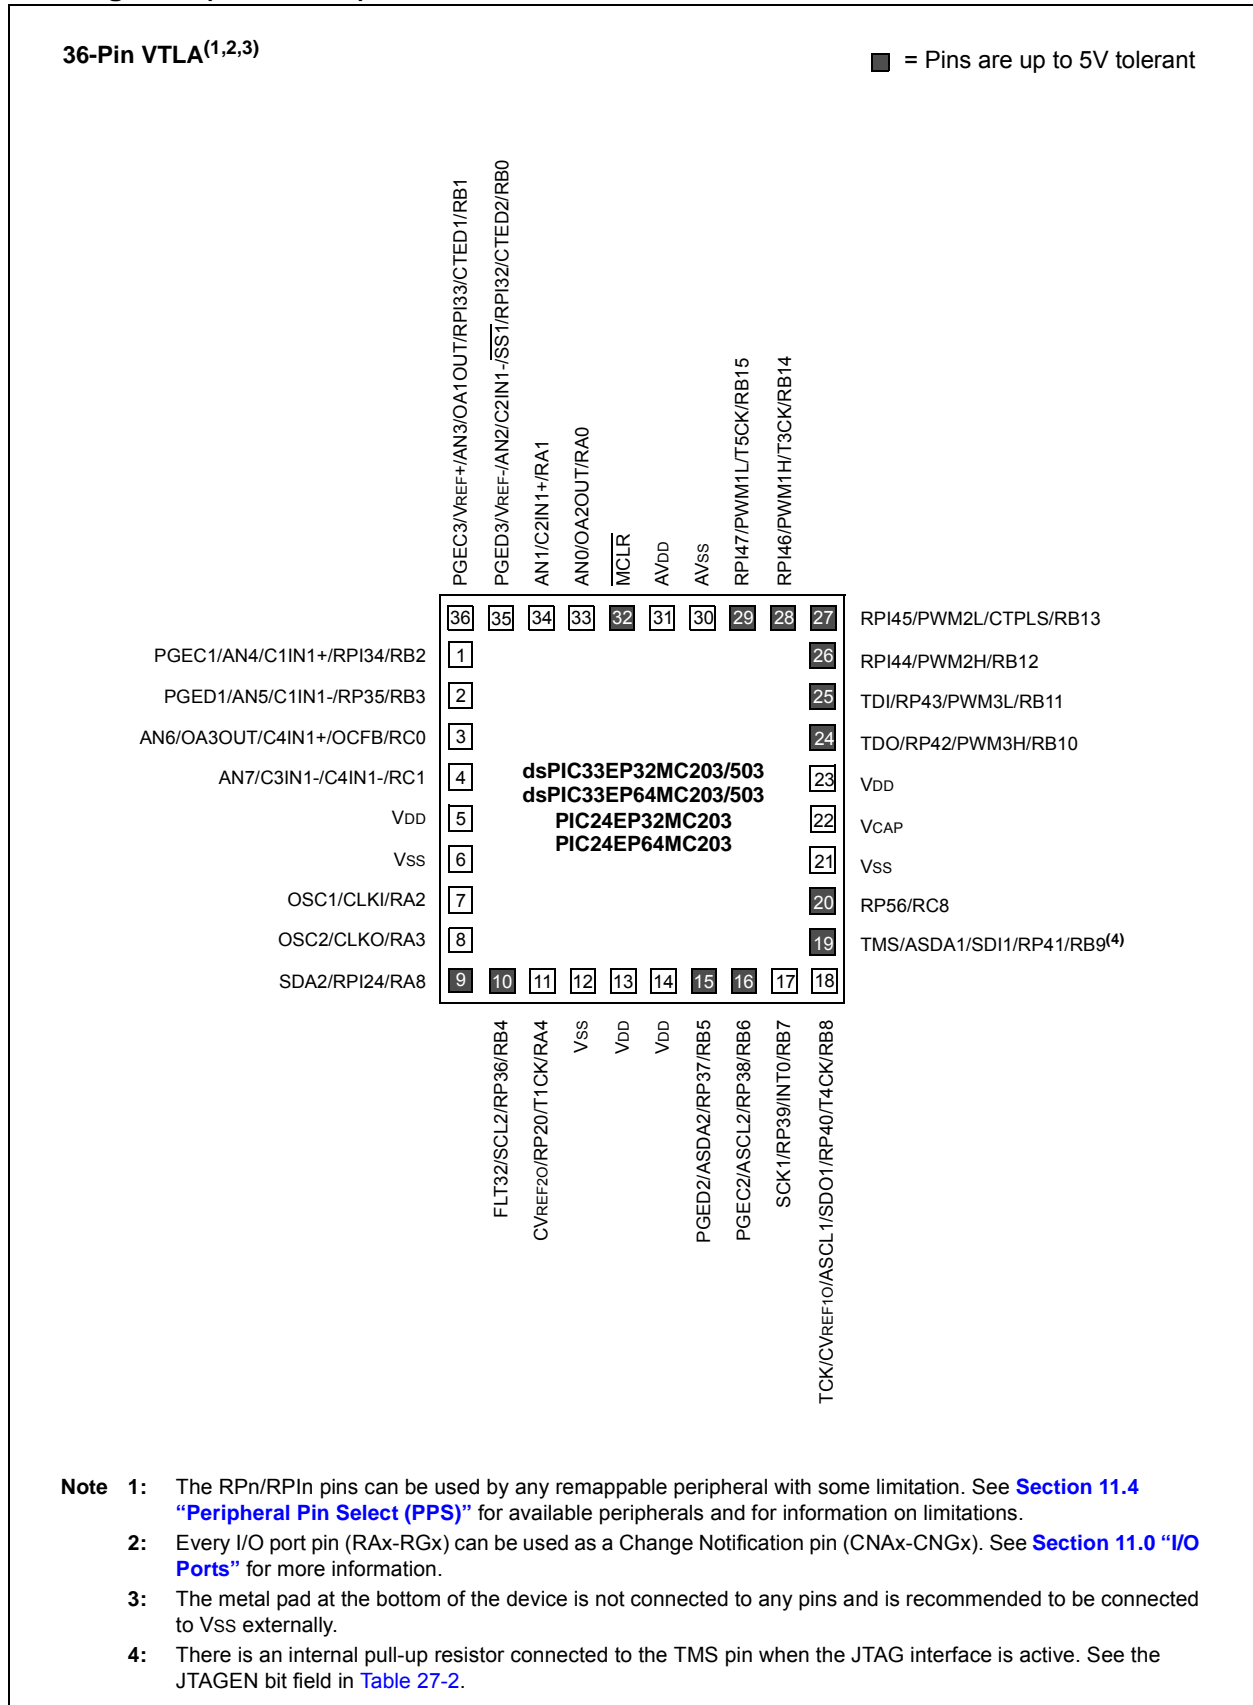 36-Pin VTLA(1,2,3)
= Pins are up to 5V tolerant
PGEC3/VREF+/AN3/OA1OUT/RPI33/CTED1/RB1
PGED3/VREF-/AN2/C2IN1-/SS1/RPI32/CTED2/RB0
AN1/C2IN1+/RA1
AN0/OA2OUT/RA0
MCLR
AVDD
AVSS
RPI47/PWM1L/T5CK/RB15
RPI46/PWM1H/T3CK/RB14
36 35 34 33 32 31 30 29 28 27 RPI45/PWM2L/CTPLS/RB13
PGEC1/AN4/C1IN1+/RPI34/RB2 1 26 RPI44/PWM2H/RB12
PGED1/AN5/C1IN1-/RP35/RB3 2 25 TDI/RP43/PWM3L/RB11
AN6/OA3OUT/C4IN1+/OCFB/RC0 3 24 TDO/RP42/PWM3H/RB10
AN7/C3IN1-/C4IN1-/RC1 4 23 VDD
dsPIC33EP32MC203/503
dsPIC33EP64MC203/503
PIC24EP32MC203
PIC24EP64MC203
VDD 5 22 VCAP
VSS 6 21 VSS
OSC1/CLKI/RA2 7 20 RP56/RC8
OSC2/CLKO/RA3 8 19 TMS/ASDA1/SDI1/RP41/RB9(4)
SDA2/RPI24/RA8 9 10 11 12 13 14 15 16 17 18
FLT32/SCL2/RP36/RB4
CVREF2O/RP20/T1CK/RA4
VSS
VDD
VDD
PGED2/ASDA2/RP37/RB5
PGEC2/ASCL2/RP38/RB6
SCK1/RP39/INT0/RB7
TCK/CVREF1O/ASCL1/SDO1/RP40/T4CK/RB8
Note 1: The RPn/RPIn pins can be used by any remappable peripheral with some limitation. See Section 11.4
“Peripheral Pin Select (PPS)” for available peripherals and for information on limitations.
2: Every I/O port pin (RAx-RGx) can be used as a Change Notification pin (CNAx-CNGx). See Section 11.0 “I/O
Ports” for more information.
3: The metal pad at the bottom of the device is not connected to any pins and is recommended to be connected
to VSS externally.
4: There is an internal pull-up resistor connected to the TMS pin when the JTAG interface is active. See the
JTAGEN bit field in Table 27-2.